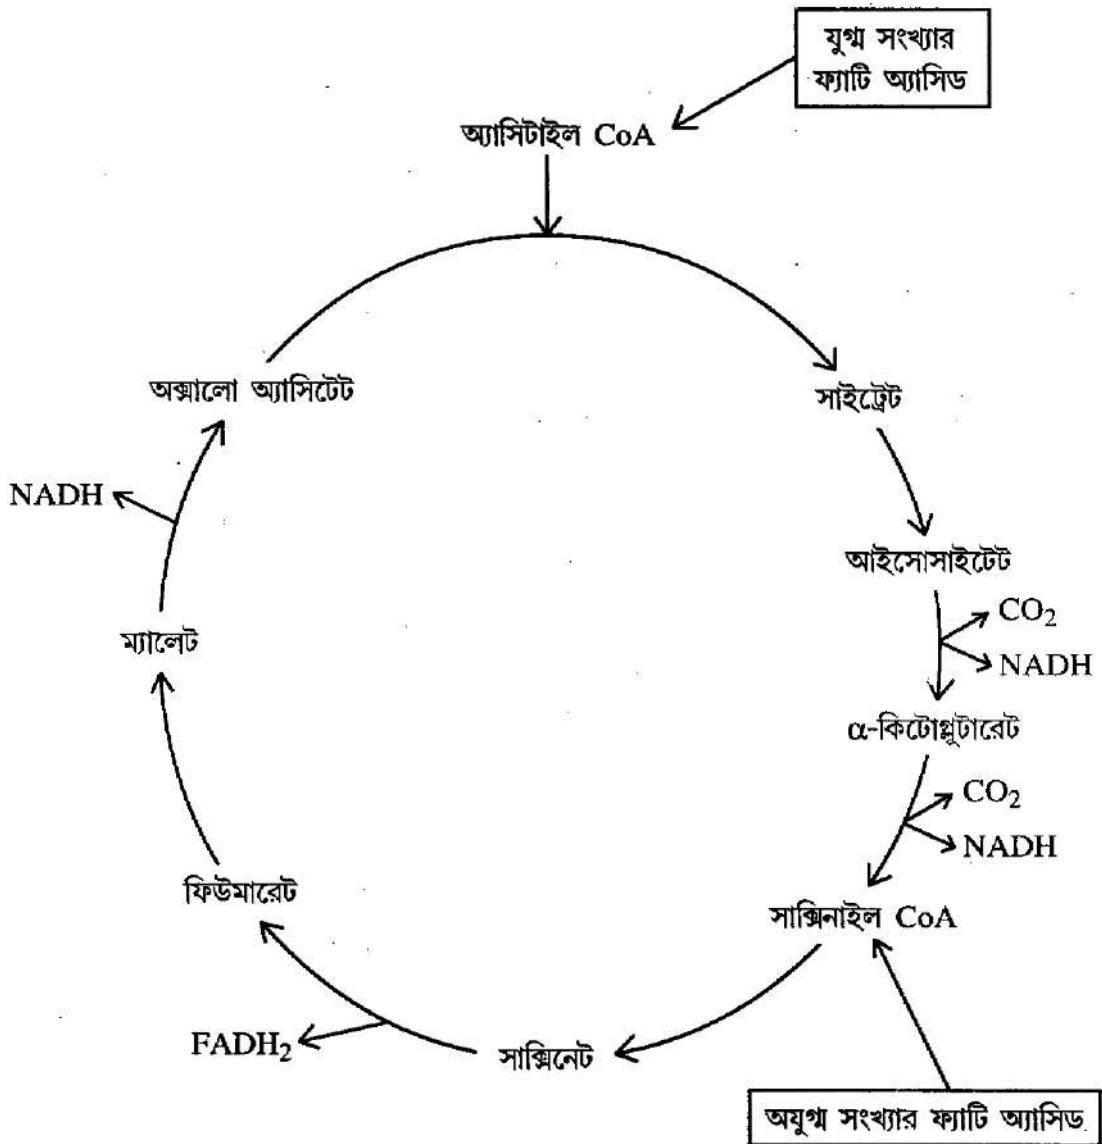 যুগ্ম সংখ্যার
ফ্যাটি অ্যাসিড
অ্যাসিটাইল CoA
অক্সালো অ্যাসিটেট
সাইট্রেট
NADH
আইসোসাইটেট
CO₂
NADH
ম্যালেট
α-কিটোগ্লুটারেট
CO₂
NADH
ফিউমারেট
সাক্সিনাইল CoA
FADH₂
সাক্সিনেট
অযুগ্ম সংখ্যার ফ্যাটি অ্যাসিড